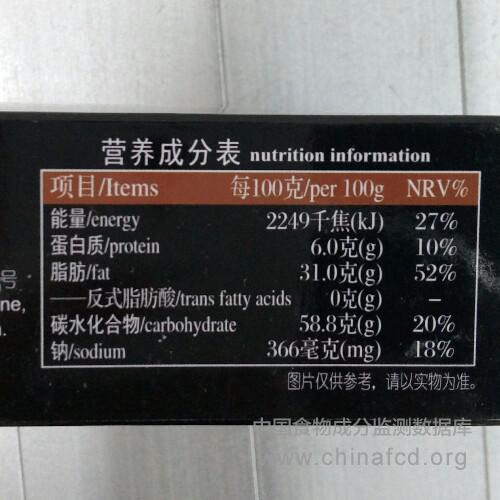 营养成分表 nutrition information
项目/Items 每100克/per 100g NRV%
能量/energy 2249千焦(kJ) 27%
蛋白质/protein 6.0克(g) 10%
脂肪/fat 31.0克(g) 52%
——反式脂肪酸/trans fatty acids 0克(g) –
碳水化合物/carbohydrate 58.8克(g) 20%
钠/sodium 366毫克(mg) 18%
号
ne,
图片仅供参考，请以实物为准。
中国食物成分监测数据库
www.chinafcd.org